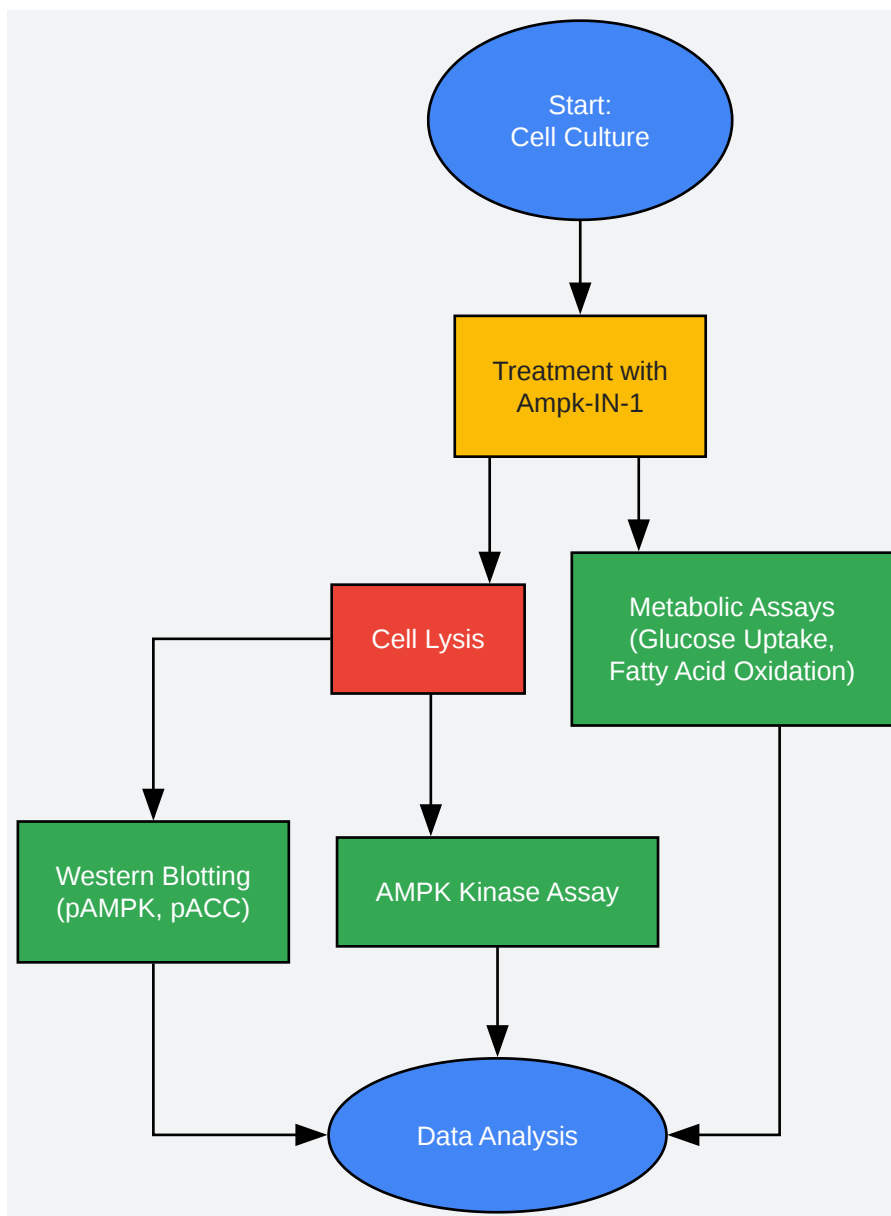 Start:
Cell Culture
Treatment with
Ampk-IN-1
Cell Lysis
Metabolic Assays
(Glucose Uptake,
Fatty Acid Oxidation)
Western Blotting
(pAMPK, pACC)
AMPK Kinase Assay
Data Analysis